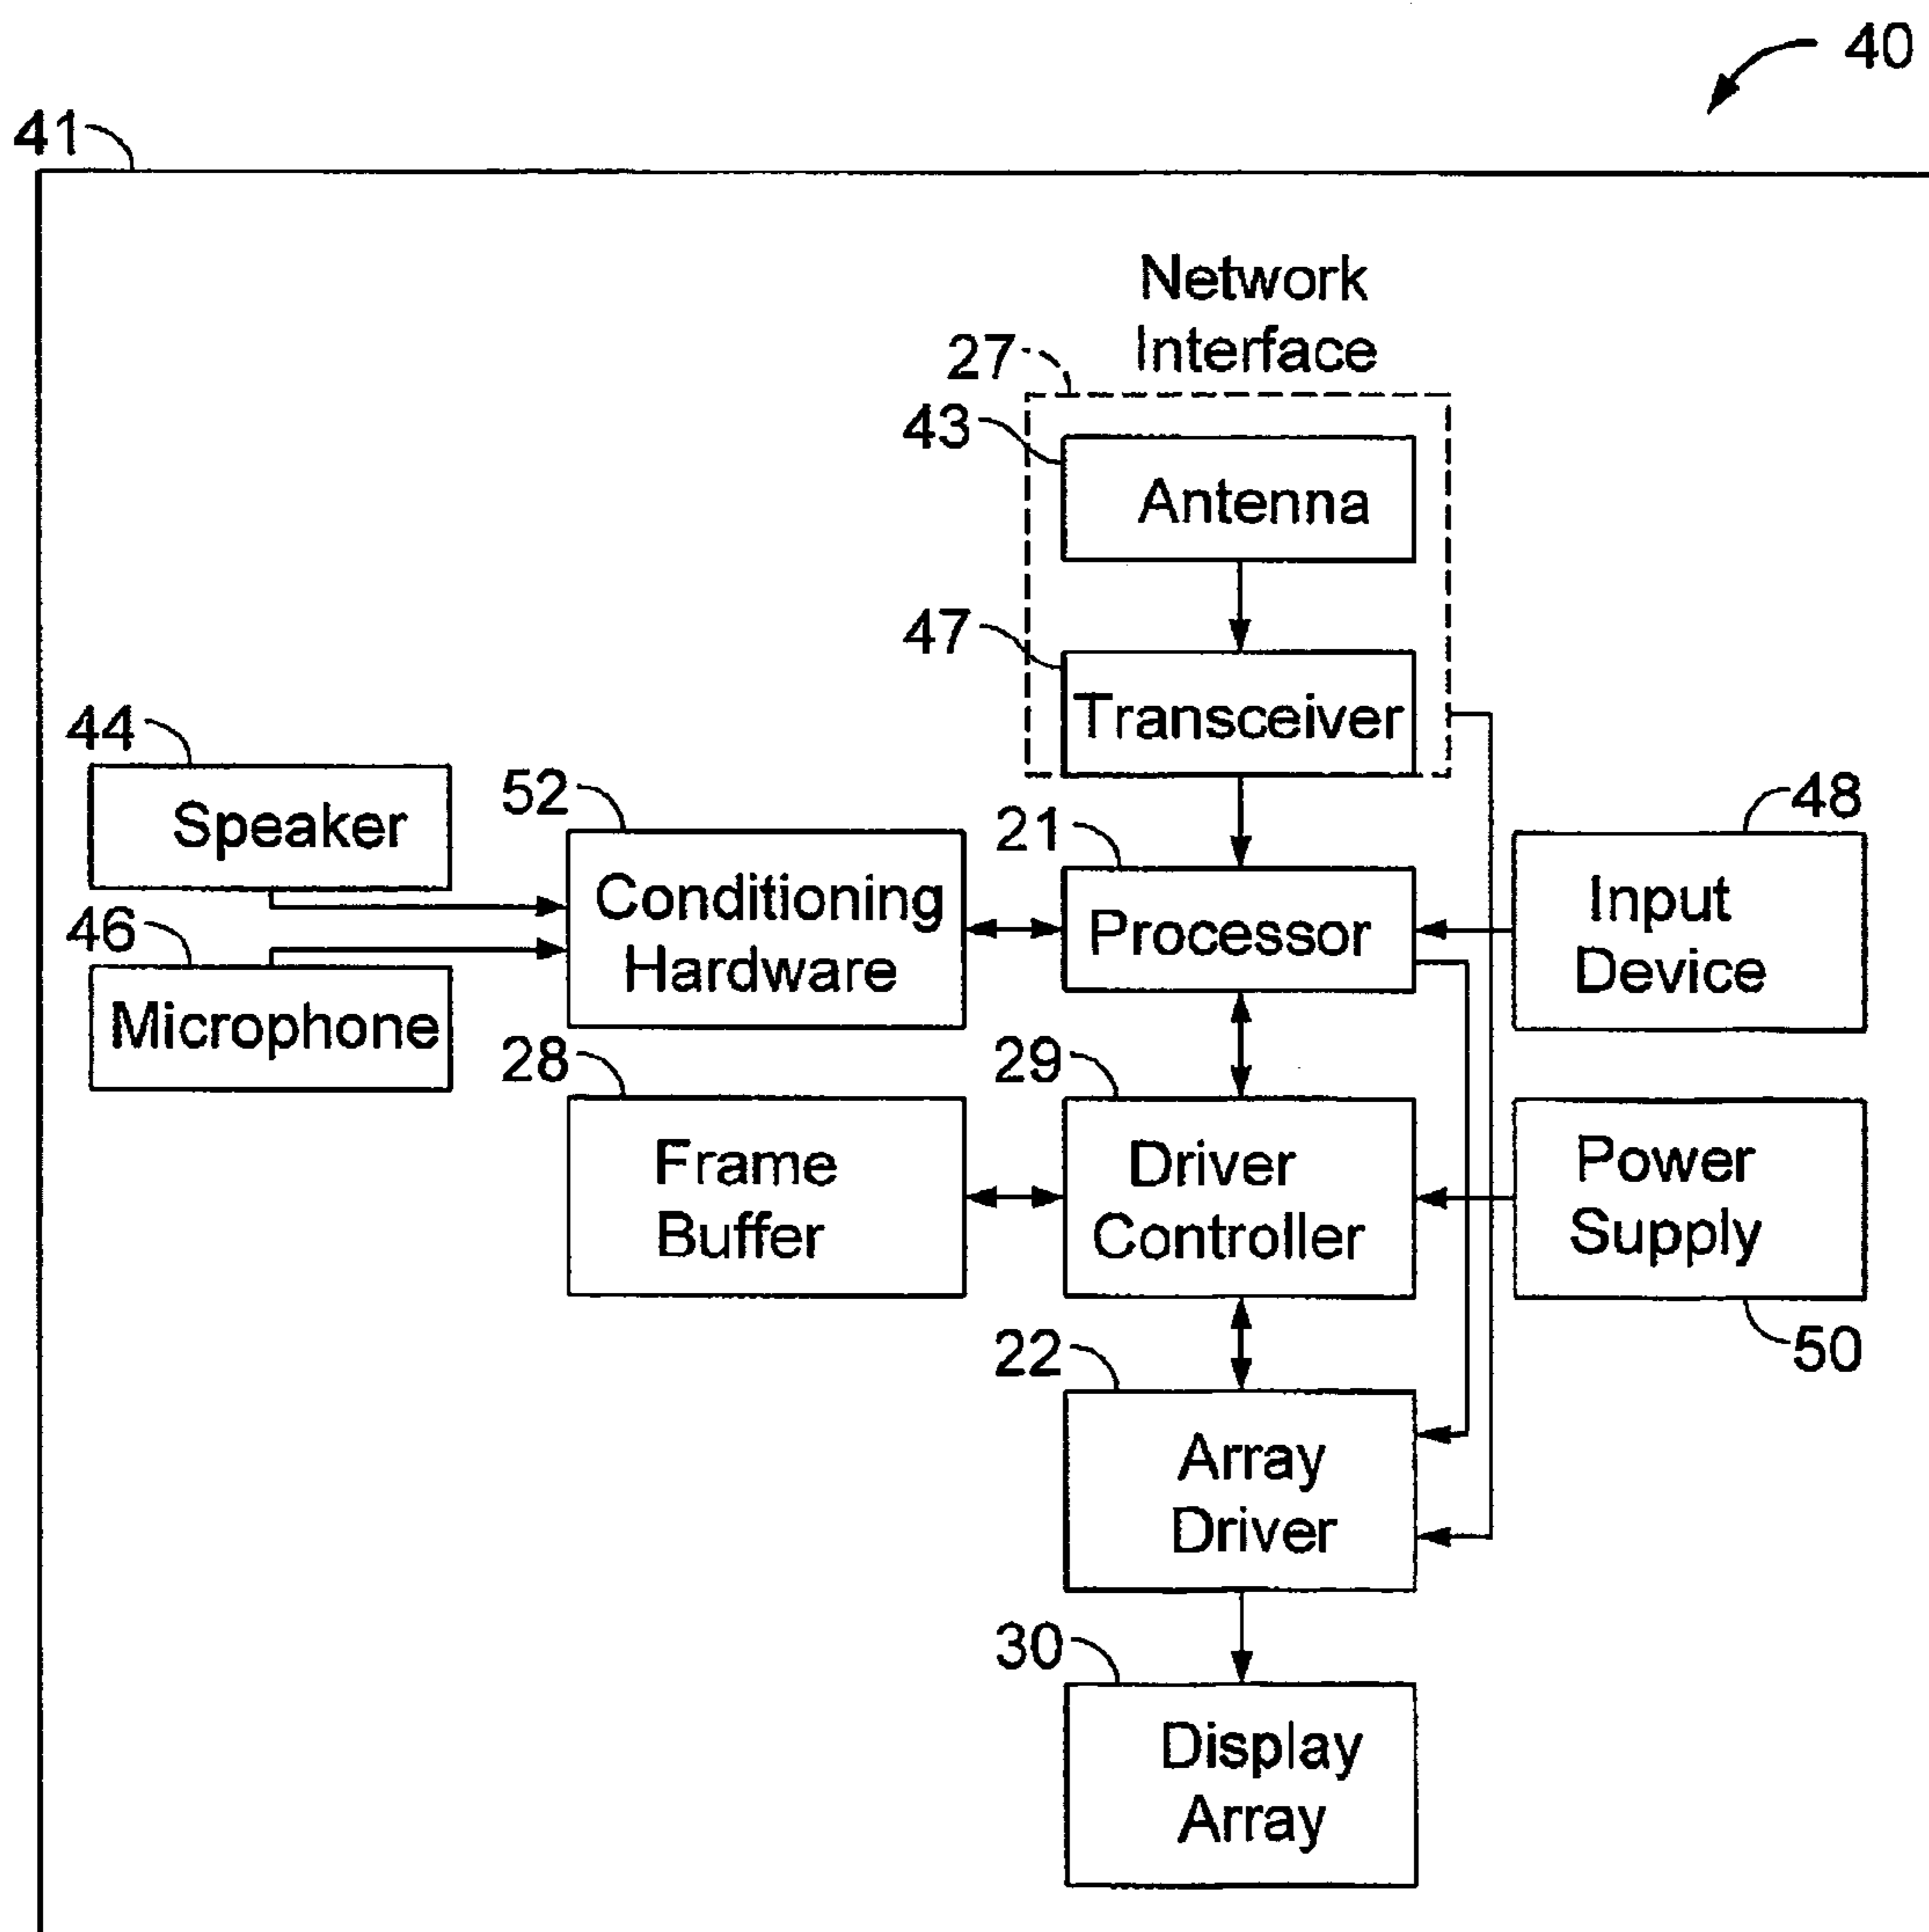 40
41
Network
Interface
27
43
Antenna
47
Transceiver
44
Speaker
52
Conditioning
Hardware
21
Processor
48
Input
Device
46
Microphone
28
Frame
Buffer
29
Driver
Controller
Power
Supply
50
22
Array
Driver
30
Display
Array